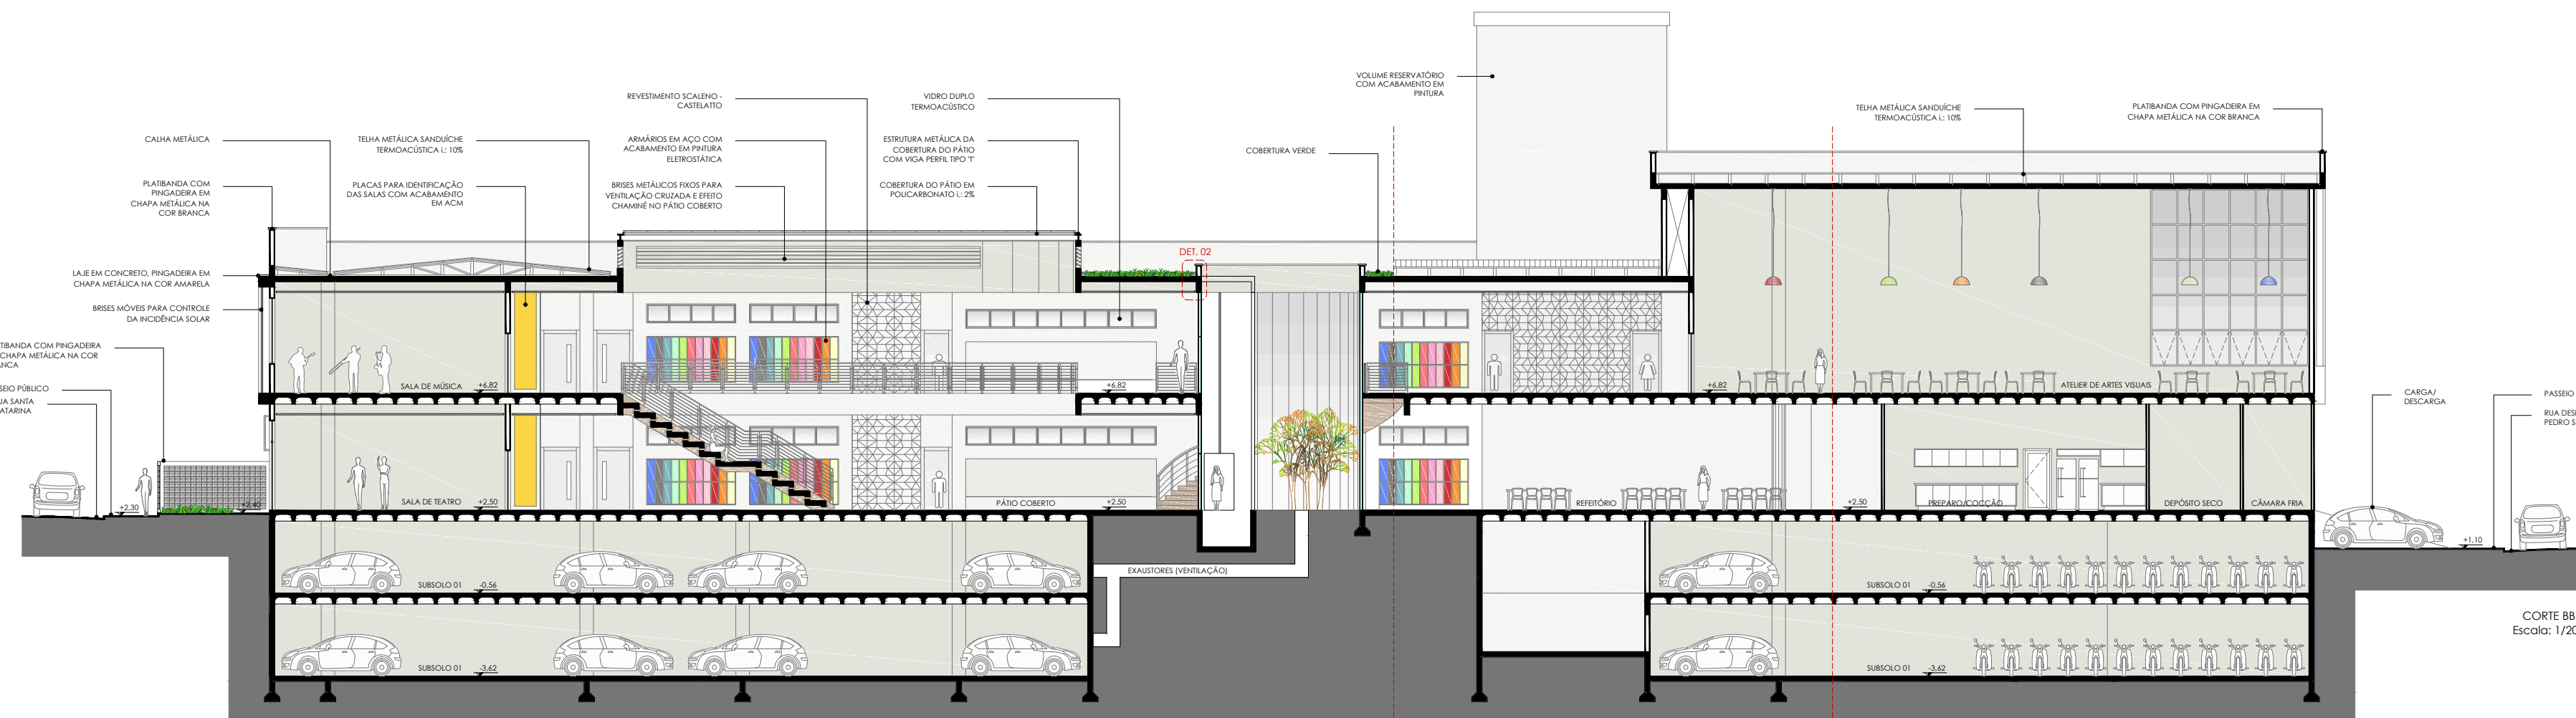 VOLUME RESERVATÓRIO
COM ACABAMENTO EM
PINTURA
REVESTIMENTO SCALENO -
CASTELATTO
VIDRO DUPLO
TERMOACÚSTICO
TELHA METÁLICA SANDUÍCHE
TERMOACÚSTICA i.: 10%
PLATIBANDA COM PINGADEIRA EM
CHAPA METÁLICA NA COR BRANCA
CALHA METÁLICA
TELHA METÁLICA SANDUÍCHE
TERMOACÚSTICA i.: 10%
ARMÁRIOS EM AÇO COM
ACABAMENTO EM PINTURA
ELETROSTÁTICA
ESTRUTURA METÁLICA DA
COBERTURA DO PÁTIO
COM VIGA PERFIL TIPO "I"
COBERTURA VERDE
PLATIBANDA COM
PINGADEIRA EM
CHAPA METÁLICA NA
COR BRANCA
PLACAS PARA IDENTIFICAÇÃO
DAS SALAS COM ACABAMENTO
EM ACM
BRISES METÁLICOS FIXOS PARA
VENTILAÇÃO CRUZADA E EFEITO
CHAMINÉ NO PÁTIO COBERTO
COBERTURA DO PÁTIO EM
POLICARBONATO i.: 2%
DET. 02
LAJE EM CONCRETO, PINGADEIRA EM
CHAPA METÁLICA NA COR AMARELA
BRISES MÓVEIS PARA CONTROLE
DA INCIDÊNCIA SOLAR
TIBANDA COM PINGADEIRA
CHAPA METÁLICA NA COR
ANCA
SEIO PÚBLICO
JA SANTA
ATARINA
SALA DE MÚSICA +6,82
+6,82
+6,82
ATELIER DE ARTES VISUAIS
CARGA/
DESCARGA
PASSEIO
RUA DES
PEDRO S
+2,30
+2,40
SALA DE TEATRO +2,50
PÁTIO COBERTO +2,50
REFEITÓRIO
+2,50
PREPARO/COCÇÃO
DEPÓSITO SECO
CÂMARA FRIA
+1,10
EXAUSTORES (VENTILAÇÃO)
SUBSOLO 01 -0,56
SUBSOLO 01 -0,56
SUBSOLO 01 -3,62
SUBSOLO 01 -3,62
CORTE BB
Escala: 1/20